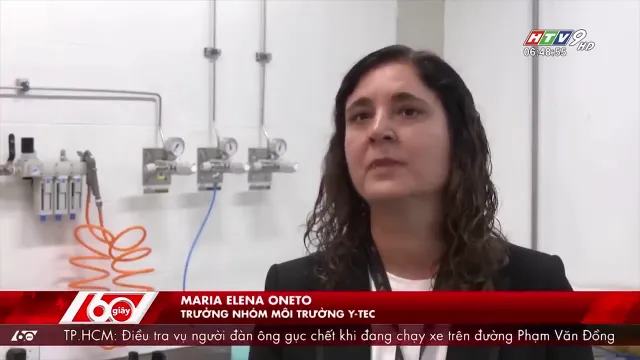 HTV9 HD
06:48:55
MARIA ELENA ONETO
TRƯỞNG NHÓM MÔI TRƯỜNG Y-TEC
60 giây
60 TP.HCM: Điều tra vụ người đàn ông gục chết khi đang chạy xe trên đường Phạm Văn Đồng